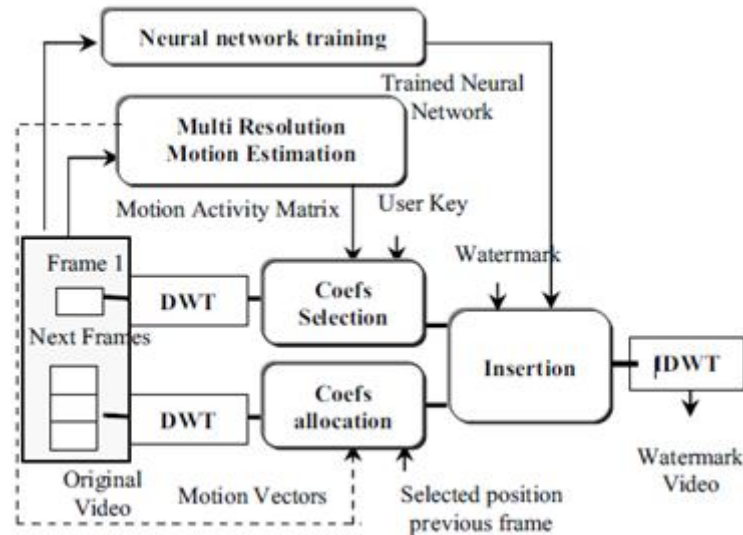 Neural network training
Trained Neural
Network
Multi Resolution
Motion Estimation
Motion Activity Matrix
User Key
Frame 1
DWT
Coefs
Selection
Watermark
Next Frames
Insertion
IDWT
DWT
Coefs
allocation
Original
Video
Motion Vectors
Selected position
previous frame
Watermark
Video